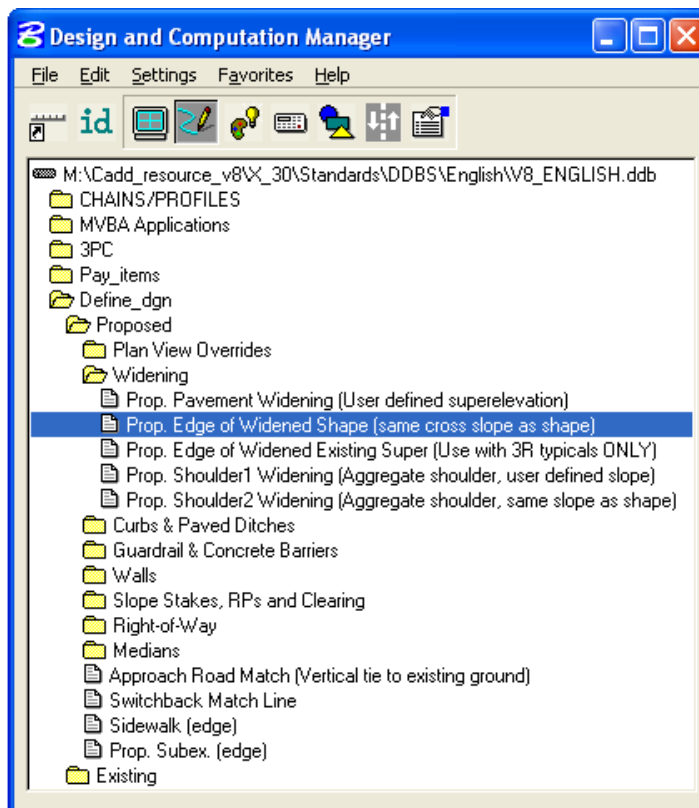 Design and Computation Manager
File Edit Settings Favorites Help
id
M:\Cadd_resource_v8\X_30\Standards\DDBS\English\V8_ENGLISH.ddb
CHAINS/PROFILES
MVBA Applications
3PC
Pay_items
Define_dgn
Proposed
Plan View Overrides
Widening
Prop. Pavement Widening (User defined superelevation)
Prop. Edge of Widened Shape (same cross slope as shape)
Prop. Edge of Widened Existing Super (Use with 3R typicals ONLY)
Prop. Shoulder1 Widening (Aggregate shoulder, user defined slope)
Prop. Shoulder2 Widening (Aggregate shoulder, same slope as shape)
Curbs & Paved Ditches
Guardrail & Concrete Barriers
Walls
Slope Stakes, RPs and Clearing
Right-of-Way
Medians
Approach Road Match (Vertical tie to existing ground)
Switchback Match Line
Sidewalk (edge)
Prop. Subex. (edge)
Existing